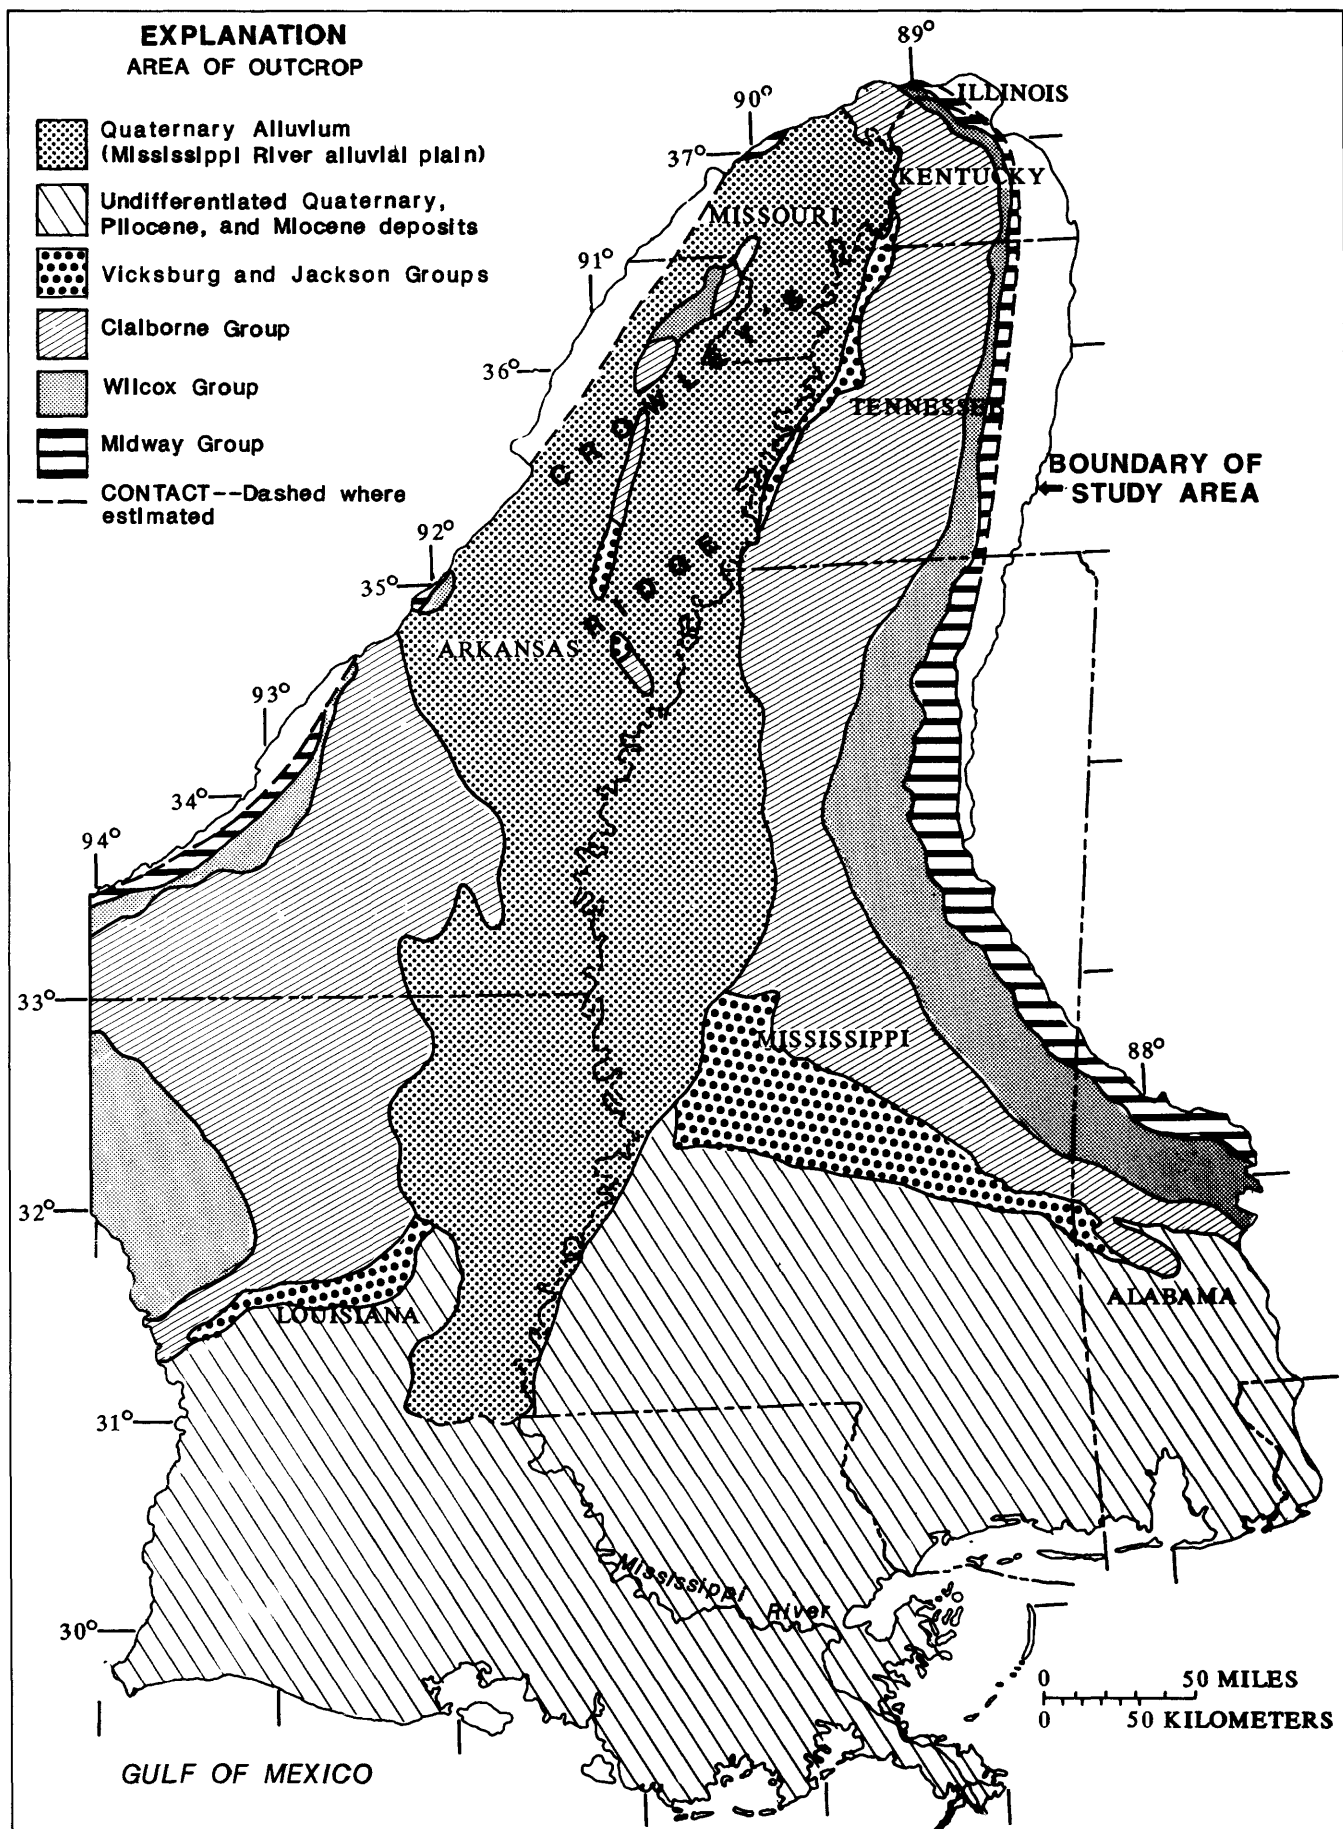 EXPLANATION
AREA OF OUTCROP
Quaternary Alluvium
(Mississippi River alluvial plain)
Undifferentiated Quaternary,
Pliocene, and Miocene deposits
Vicksburg and Jackson Groups
Claiborne Group
Wilcox Group
Midway Group
CONTACT--Dashed where
estimated
89°
ILLINOIS
90°
37°
KENTUCKY
MISSOURI
91°
36°
TENNESSEE
CROWLEY'S
RIDGE
BOUNDARY OF
STUDY AREA
92°
35°
ARKANSAS
93°
34°
94°
33°
MISSISSIPPI
88°
32°
LOUISIANA
ALABAMA
31°
Mississippi River
30°
0 50 MILES
0 50 KILOMETERS
GULF OF MEXICO